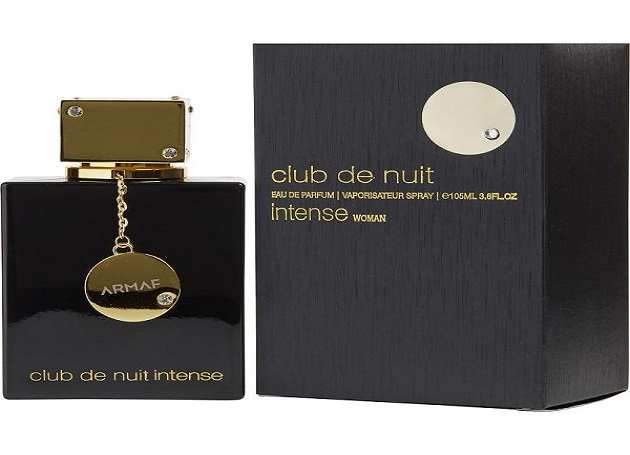 ARMAF
club de nuit intense
club de nuit
EAU DE PARFUM | VAPORISATEUR SPRAY | ℮105ML 3.6FL.OZ
intense WOMAN